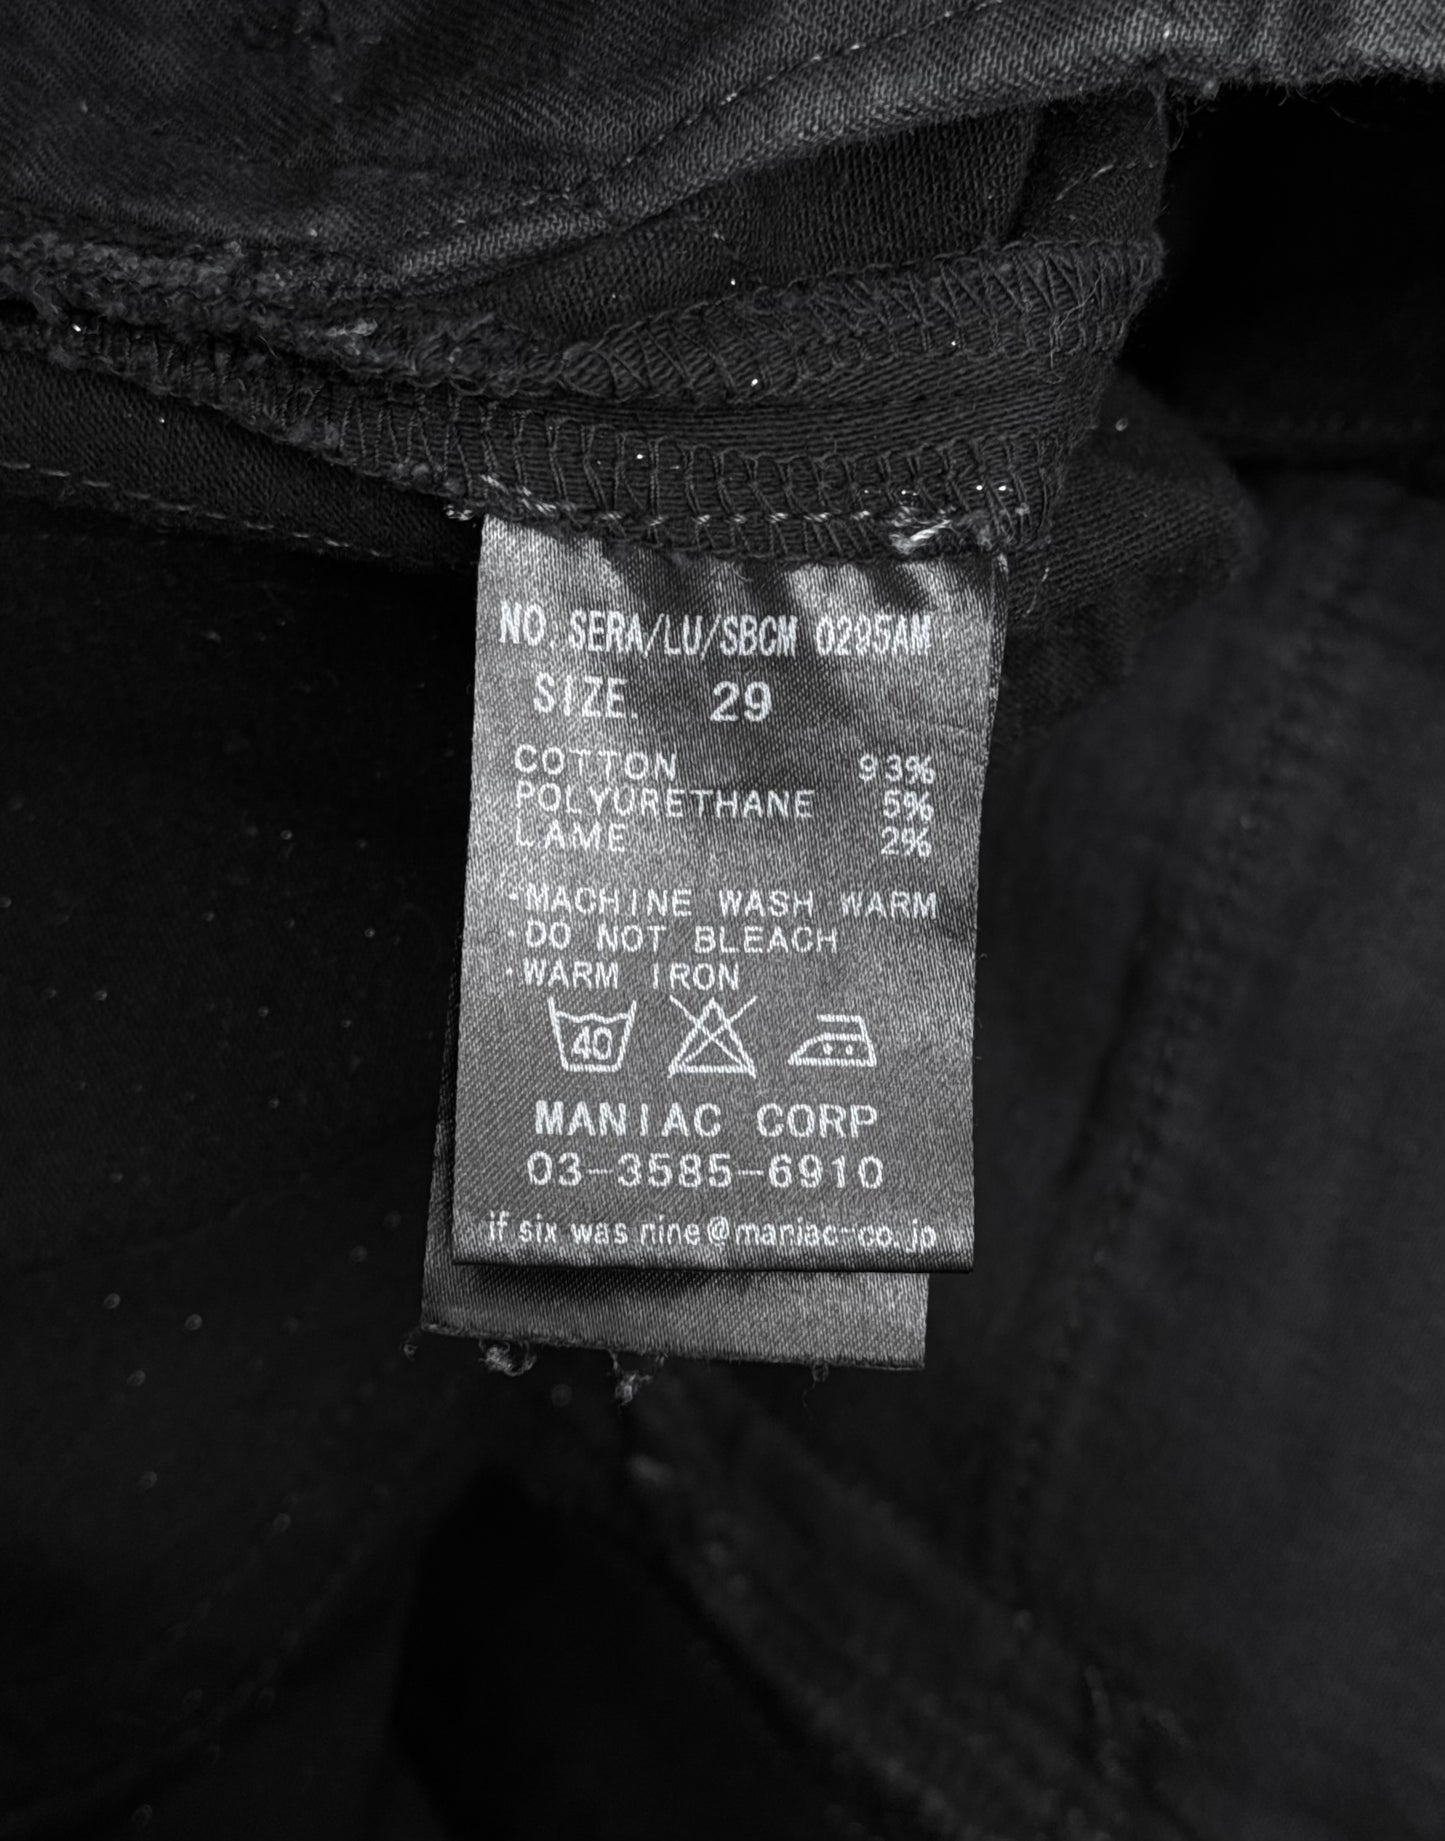 NO. SERA/LU/SBCM 0295AM
SIZE. 29
COTTON 93%
POLYURETHANE 5%
LAME 2%
・MACHINE WASH WARM
・DO NOT BLEACH
・WARM IRON
40
MANIAC CORP
03-3585-6910
if six was nine@maniac-co.jp